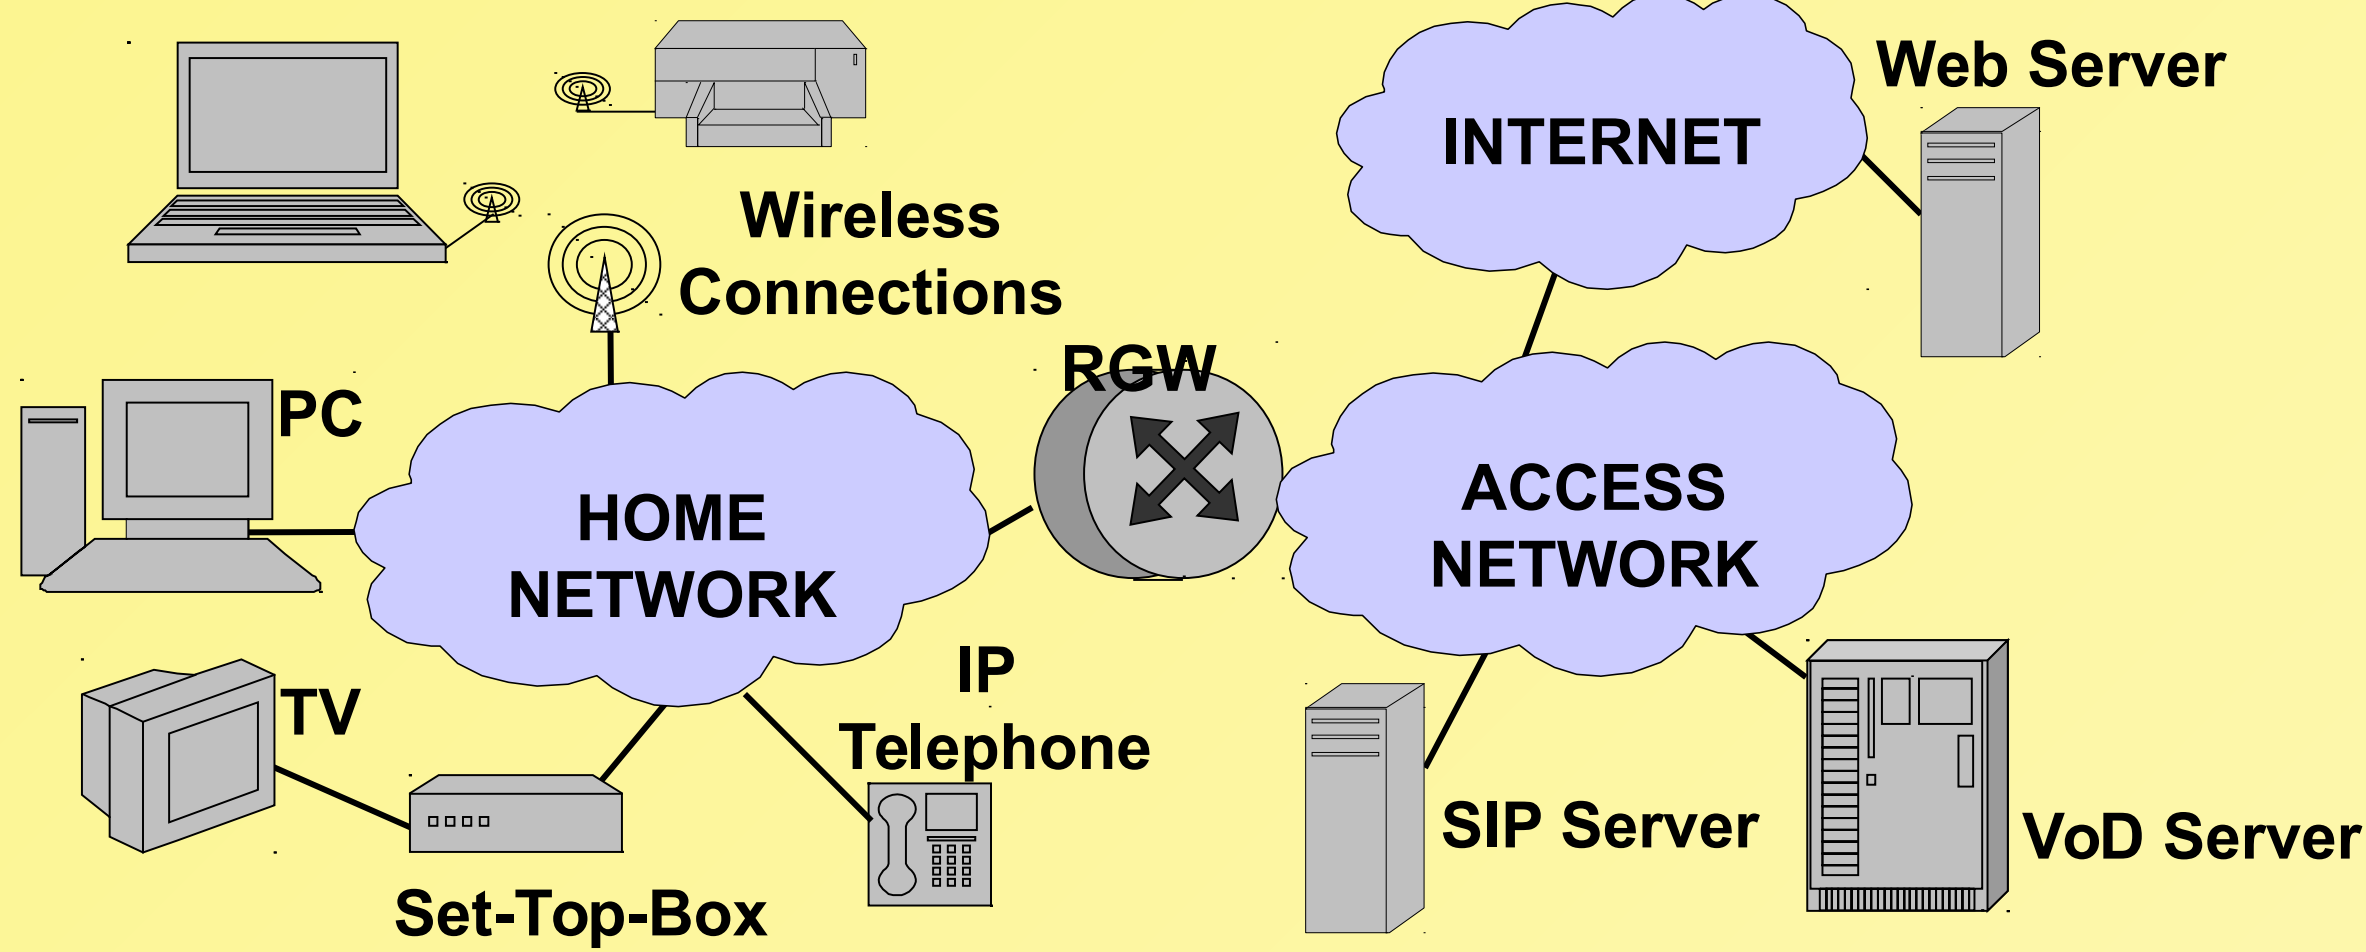 Web Server
INTERNET
Wireless
Connections
RGW
PC
HOME
NETWORK
ACCESS
NETWORK
IP
Telephone
TV
SIP Server
VoD Server
Set-Top-Box